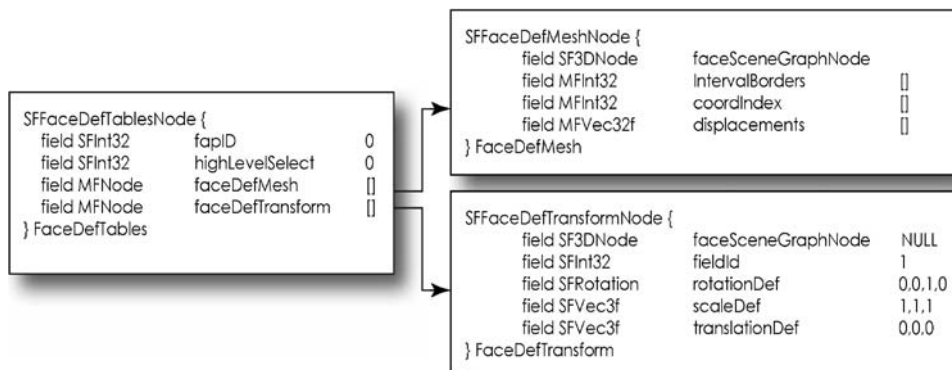 SFFaceDefTablesNode {
field SFInt32 fapID 0
field SFInt32 highLevelSelect 0
field MFNode faceDefMesh []
field MFNode faceDefTransform []
} FaceDefTables
SFFaceDefMeshNode {
field SF3DNode faceSceneGraphNode
field MFInt32 IntervalBorders []
field MFInt32 coordIndex []
field MFVec32f displacements []
} FaceDefMesh
SFFaceDefTransformNode {
field SF3DNode faceSceneGraphNode NULL
field SFInt32 fieldId 1
field SFRotation rotationDef 0,0,1,0
field SFVec3f scaleDef 1,1,1
field SFVec3f translationDef 0,0,0
} FaceDefTransform